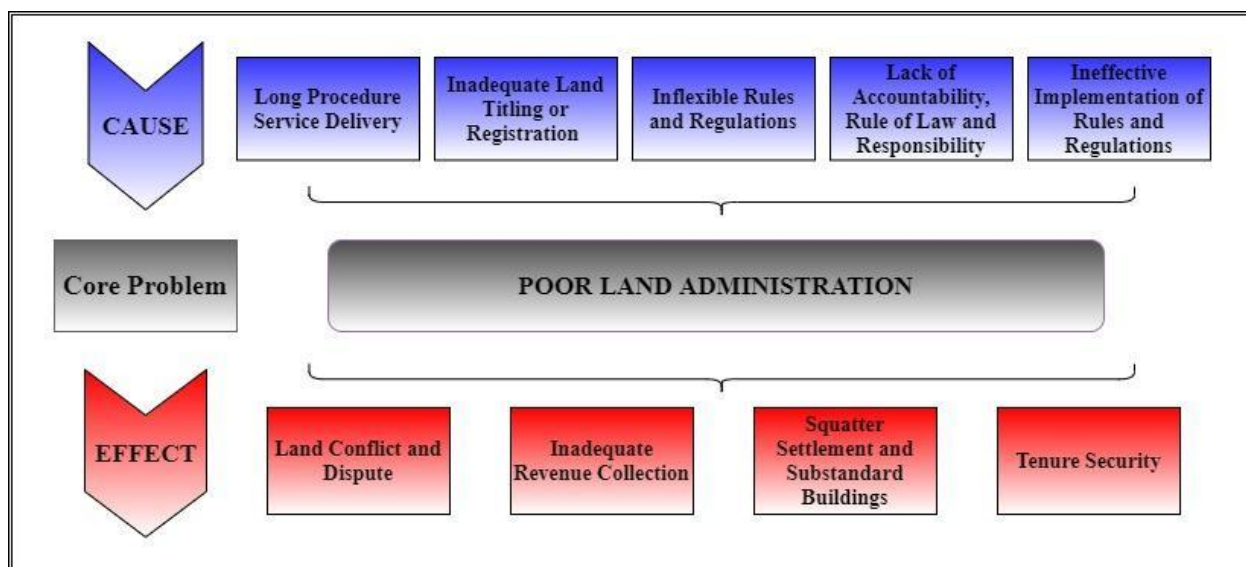 CAUSE
Long Procedure
Service Delivery
Inadequate Land
Titling or
Registration
Inflexible Rules
and Regulations
Lack of
Accountability,
Rule of Law and
Responsibility
Ineffective
Implementation of
Rules and
Regulations
Core Problem
POOR LAND ADMINISTRATION
EFFECT
Land Conflict and
Dispute
Inadequate
Revenue Collection
Squatter
Settlement and
Substandard
Buildings
Tenure Security